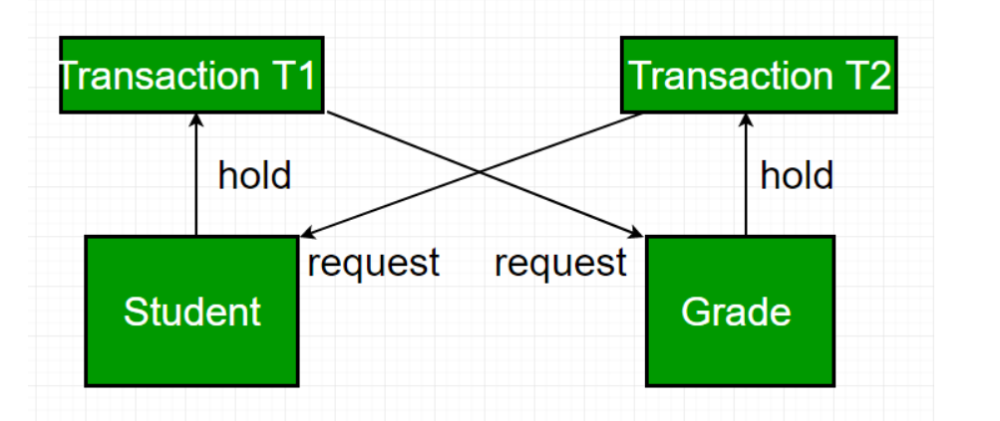 Transaction T1
Transaction T2
hold
hold
request
request
Student
Grade